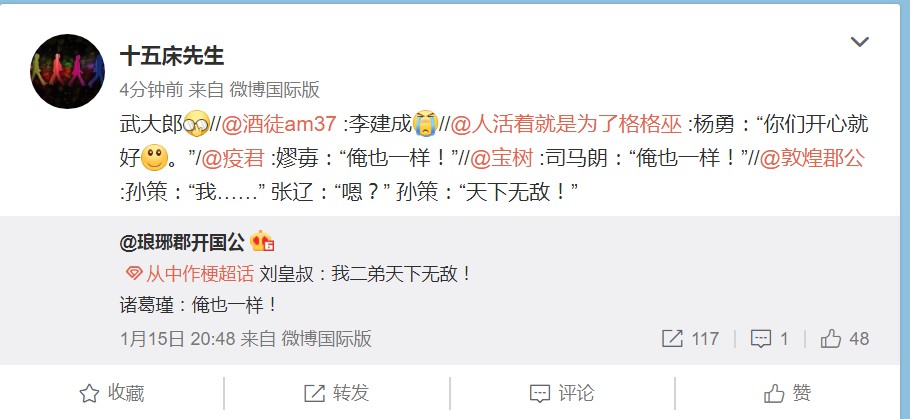 十五床先生
4分钟前 来自 微博国际版
武大郎//@酒徒am37 :李建成//@人活着就是为了格格巫 :杨勇：“你们开心就
好。”/@疫君 :嫪毐：“俺也一样！”//@宝树 :司马朗：“俺也一样！”//@敦煌郡公
:孙策：“我……” 张辽：“嗯？” 孙策：“天下无敌！”
@琅琊郡开国公
从中作梗超话 刘皇叔：我二弟天下无敌！
诸葛瑾：俺也一样！
1月15日 20:48 来自 微博国际版 117 1 48
收藏 转发 评论 赞